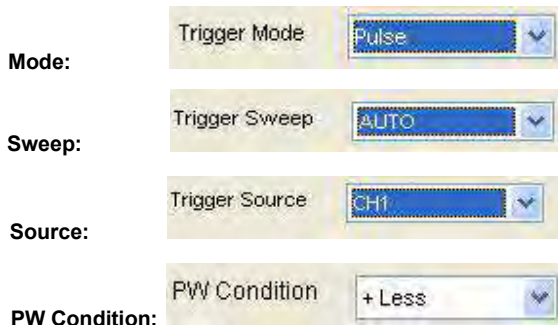 Trigger Mode Pulse
Mode:
Trigger Sweep AUTO
Sweep:
Trigger Source CH1
Source:
PW Condition + Less
PW Condition: